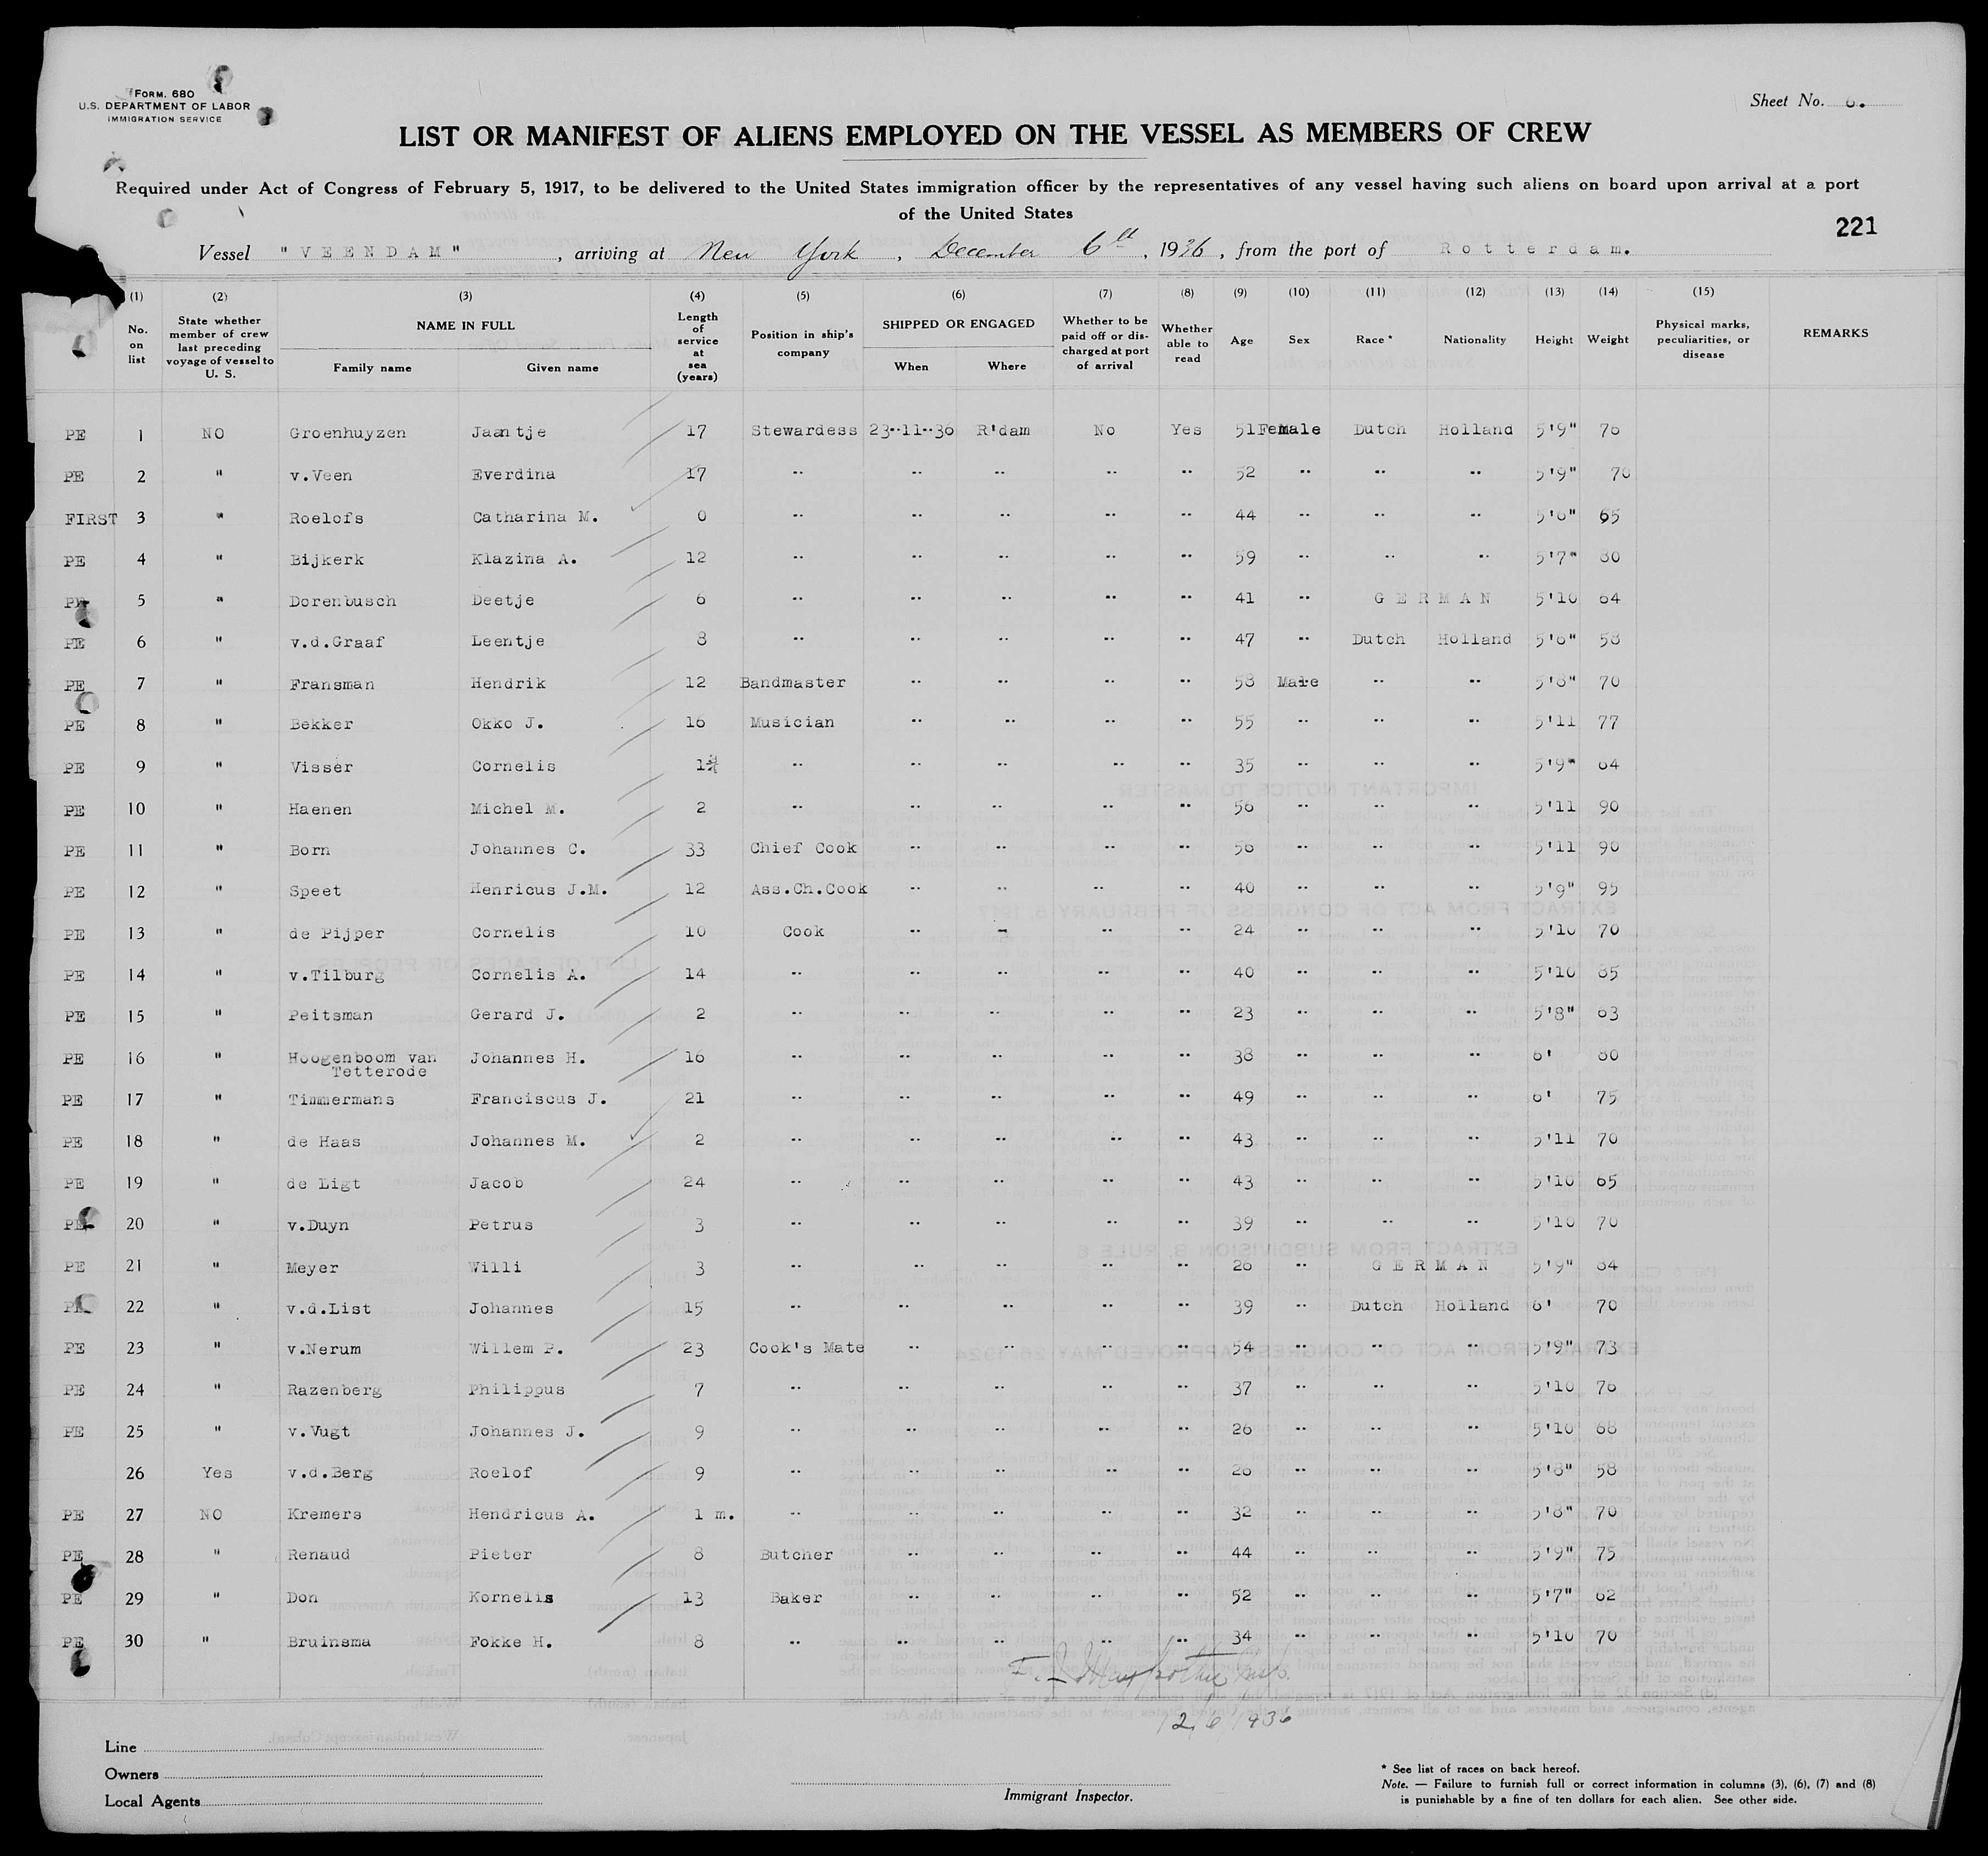 FORM. 680
U.S. DEPARTMENT OF LABOR
IMMIGRATION SERVICE
Sheet No. 6.
LIST OR MANIFEST OF ALIENS EMPLOYED ON THE VESSEL AS MEMBERS OF CREW
Required under Act of Congress of February 5, 1917, to be delivered to the United States immigration officer by the representatives of any vessel having such aliens on board upon arrival at a port
of the United States
221
Vessel "VEENDAM", arriving at New York, December 6th, 1936, from the port of Rotterdam.
(1) (2) (3) (4) (5) (6) (7) (8) (9) (10) (11) (12) (13) (14) (15)
No. on list | State whether member of crew last preceding voyage of vessel to U. S. | NAME IN FULL | Length of service at sea (years) | Position in ship's company | SHIPPED OR ENGAGED | Whether to be paid off or discharged at port of arrival | Whether able to read | Age | Sex | Race * | Nationality | Height | Weight | Physical marks, peculiarities, or disease | REMARKS
Family name | Given name | When | Where
PE 1 NO Groenhuyzen Jaantje 17 Stewardess 23-11-36 R'dam No Yes 51 Female Dutch Holland 5'9" 76
PE 2 " v.Veen Everdina 17 -- -- -- -- -- 52 -- -- -- 5'9" 70
FIRST 3 " Roelofs Catharina M. 0 -- -- -- -- -- 44 -- -- -- 5'6" 65
PE 4 " Bijkerk Klazina A. 12 -- -- -- -- -- 59 -- -- -- 5'7" 80
PE 5 " Dorenbusch Deetje 6 -- -- -- -- -- 41 -- GERMAN 5'10 64
PE 6 " v.d.Graaf Leentje 8 -- -- -- -- -- 47 -- Dutch Holland 5'6" 58
PE 7 " Fransman Hendrik 12 Bandmaster -- -- -- -- 58 Male -- -- 5'8" 70
PE 8 " Bekker Okko J. 16 Musician -- -- -- -- 55 -- -- -- 5'11 77
PE 9 " Visser Cornelis -- -- -- -- -- 35 -- -- -- 5'9" 64
PE 10 " Haenen Michel M. 2 -- -- -- -- -- 56 -- -- -- 5'11 90
PE 11 " Born Johannes C. 33 Chief Cook -- -- -- -- 56 -- -- -- 5'11 90
PE 12 " Speet Henricus J.M. 12 Ass.Ch.Cook -- -- -- -- 40 -- -- -- 5'9" 95
PE 13 " de Pijper Cornelis 10 Cook -- - -- -- 24 -- -- -- 5'10 70
PE 14 " v.Tilburg Cornelis A. 14 -- -- -- -- -- 40 -- -- -- 5'10 85
PE 15 " Peitsman Gerard J. 2 -- -- -- -- -- 23 -- -- -- 5'8" 63
PE 16 " Hoogenboom van Johannes H. 16 -- -- -- -- -- 38 -- -- -- 6' 80
Tetterode
PE 17 " Timmermans Franciscus J. 21 -- -- -- -- -- 49 -- -- -- 6' 75
PE 18 " de Haas Johannes M. 2 -- -- -- -- -- 43 -- -- -- 5'11 70
PE 19 " de Ligt Jacob 24 -- -- -- -- -- 43 -- -- -- 5'10 65
PE 20 " v.Duyn Petrus 3 -- -- -- -- -- 39 -- -- -- 5'10 70
PE 21 " Meyer Willi 3 -- -- -- -- -- 26 -- GERMAN 5'9" 64
PE 22 " v.d.List Johannes 15 -- -- -- -- -- 39 -- Dutch Holland 6' 70
PE 23 " v.Nerum Willem P. 23 Cook's Mate -- -- -- -- 54 -- -- -- 5'9" 73
PE 24 " Razenberg Philippus 7 -- -- -- -- -- 37 -- -- -- 5'10 76
PE 25 " v.Vugt Johannes J. 9 -- -- -- -- -- 26 -- -- -- 5'10 68
26 Yes v.d.Berg Roelof 9 -- -- -- -- -- 26 -- -- -- 5'8" 58
PE 27 NO Kremers Hendricus A. 1 m. -- -- -- -- -- 32 -- -- -- 5'8" 70
PE 28 " Renaud Pieter 8 Butcher -- -- -- -- 44 -- -- -- 5'9" 75
PE 29 " Don Kornelis 13 Baker -- -- -- -- 52 -- -- -- 5'7" 62
PE 30 " Bruinsma Fokke H. 8 -- -- -- -- -- 34 -- -- -- 5'10 70
12/6/1936
Line
Owners
Local Agents
Immigrant Inspector.
* See list of races on back hereof.
Note. — Failure to furnish full or correct information in columns (3), (6), (7) and (8)
is punishable by a fine of ten dollars for each alien. See other side.